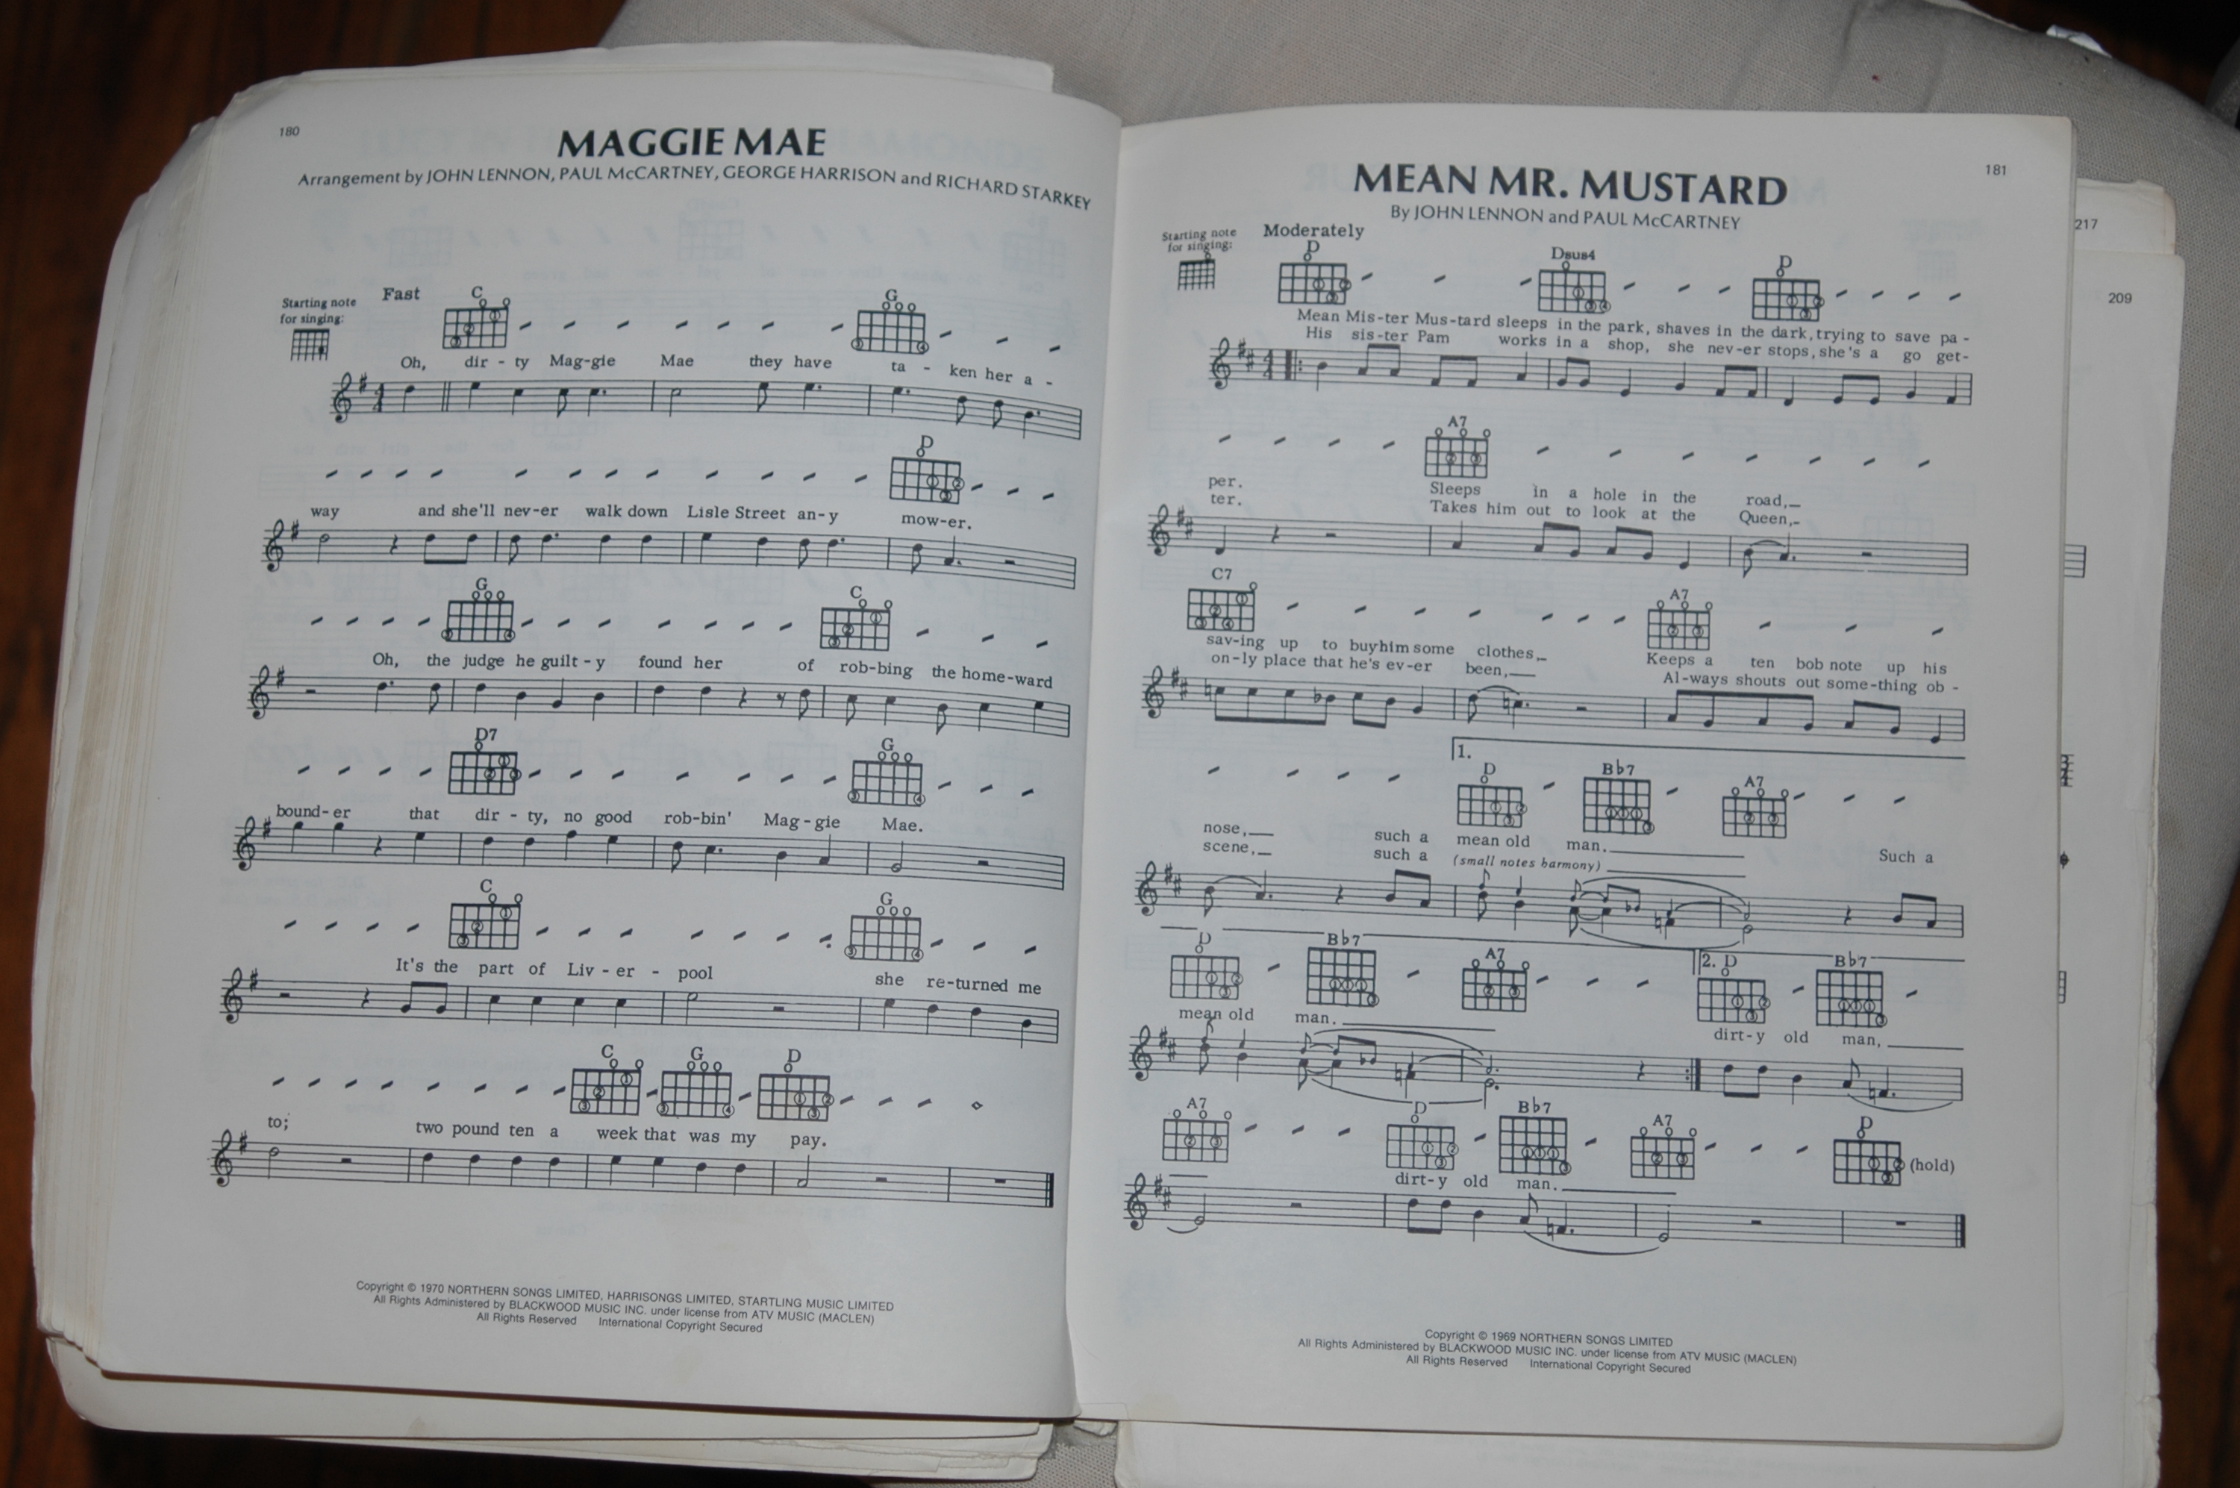 180
MAGGIE MAE
Arrangement by JOHN LENNON, PAUL McCARTNEY, GEORGE HARRISON and RICHARD STARKEY
Starting note for singing:
Fast
C G
Oh, dir - ty Mag-gie Mae they have ta - ken her a -
D
way and she'll nev-er walk down Lisle Street an-y mow-er.
G C
Oh, the judge he guilt - y found her of rob-bing the home-ward
D7 G
bound-er that dir - ty, no good rob-bin' Mag-gie Mae.
C G
It's the part of Liv - er - pool she re-turned me
C G D
to; two pound ten a week that was my pay.
Copyright © 1970 NORTHERN SONGS LIMITED, HARRISONGS LIMITED, STARTLING MUSIC LIMITED
All Rights Administered by BLACKWOOD MUSIC INC. under license from ATV MUSIC (MACLEN)
All Rights Reserved International Copyright Secured
181
MEAN MR. MUSTARD
By JOHN LENNON and PAUL McCARTNEY
Starting note for singing:
Moderately
D Dsus4 D
Mean Mis-ter Mus-tard sleeps in the park, shaves in the dark, trying to save pa -
His sis-ter Pam works in a shop, she nev-er stops, she's a go get-
A7
per. Sleeps in a hole in the road,
ter. Takes him out to look at the Queen,
C7 A7
sav-ing up to buyhim some clothes, Keeps a ten bob note up his
on-ly place that he's ev-er been, Al-ways shouts out some-thing ob -
1.
D B♭7 A7
nose, such a mean old man. Such a
scene, such a (small notes harmony)
D B♭7 A7 2. D B♭7
mean old man. dirt-y old man,
A7 D B♭7 A7 D (hold)
dirt-y old man.
Copyright © 1969 NORTHERN SONGS LIMITED
All Rights Administered by BLACKWOOD MUSIC INC. under license from ATV MUSIC (MACLEN)
All Rights Reserved International Copyright Secured
217
209